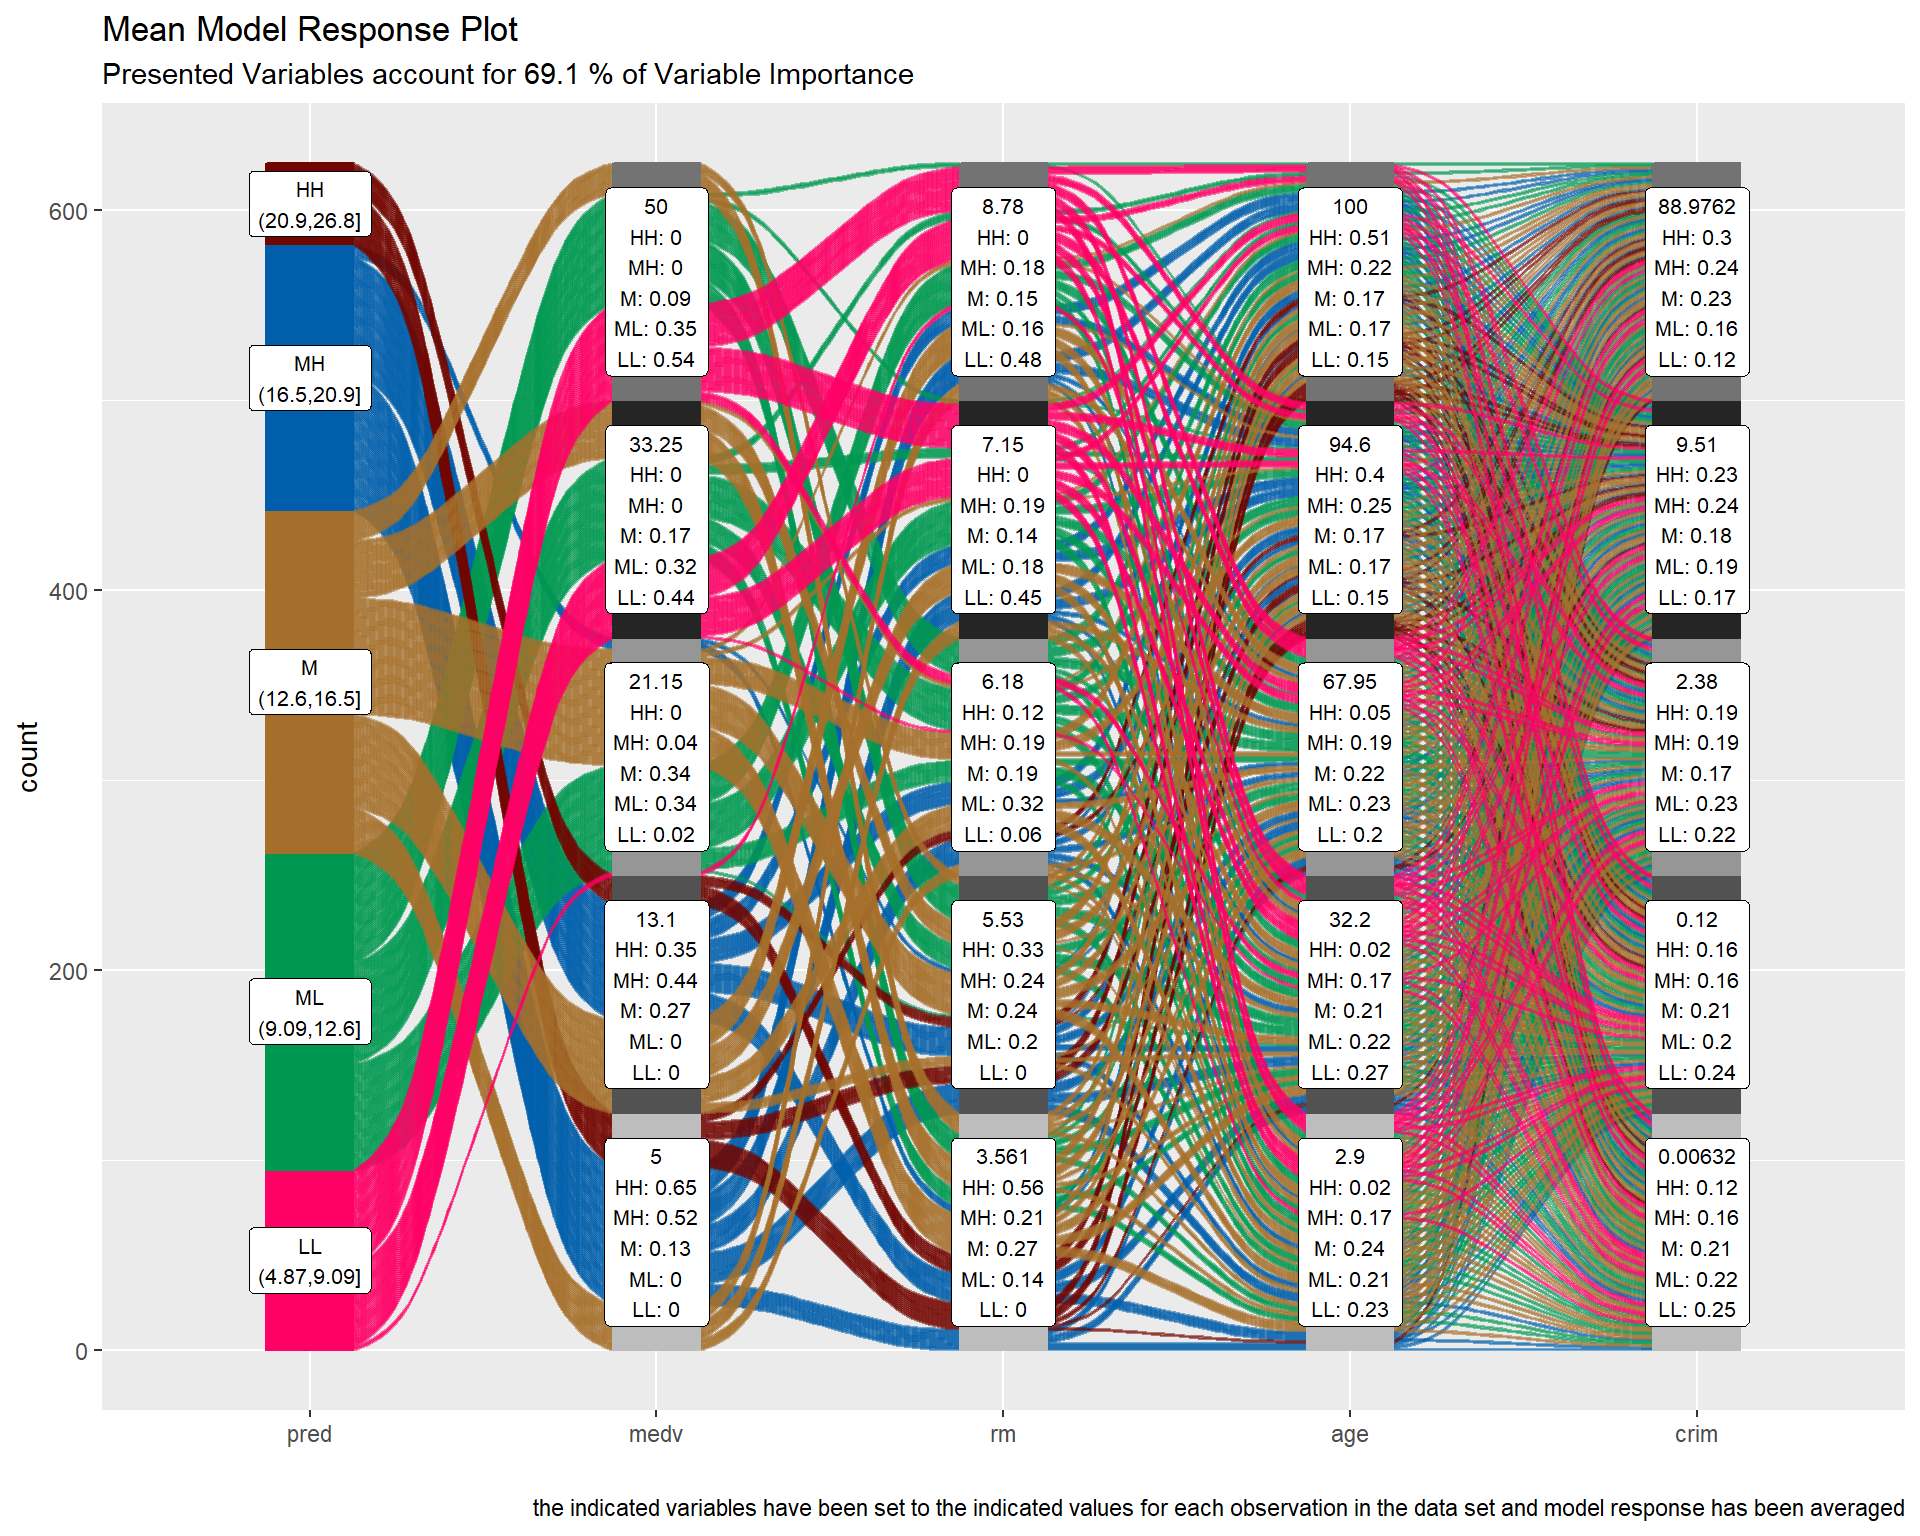 Mean Model Response Plot
Presented Variables account for 69.1 % of Variable Importance
count
600
400
200
0
HH
(20.9,26.8]
MH
(16.5,20.9]
M
(12.6,16.5]
ML
(9.09,12.6]
LL
(4.87,9.09]
50
HH: 0
MH: 0
M: 0.09
ML: 0.35
LL: 0.54
33.25
HH: 0
MH: 0
M: 0.17
ML: 0.32
LL: 0.44
21.15
HH: 0
MH: 0.04
M: 0.34
ML: 0.34
LL: 0.02
13.1
HH: 0.35
MH: 0.44
M: 0.27
ML: 0
LL: 0
5
HH: 0.65
MH: 0.52
M: 0.13
ML: 0
LL: 0
8.78
HH: 0
MH: 0.18
M: 0.15
ML: 0.16
LL: 0.48
7.15
HH: 0
MH: 0.19
M: 0.14
ML: 0.18
LL: 0.45
6.18
HH: 0.12
MH: 0.19
M: 0.19
ML: 0.32
LL: 0.06
5.53
HH: 0.33
MH: 0.24
M: 0.24
ML: 0.2
LL: 0
3.561
HH: 0.56
MH: 0.21
M: 0.27
ML: 0.14
LL: 0
100
HH: 0.51
MH: 0.22
M: 0.17
ML: 0.17
LL: 0.15
94.6
HH: 0.4
MH: 0.25
M: 0.17
ML: 0.17
LL: 0.15
67.95
HH: 0.05
MH: 0.19
M: 0.22
ML: 0.23
LL: 0.2
32.2
HH: 0.02
MH: 0.17
M: 0.21
ML: 0.22
LL: 0.27
2.9
HH: 0.02
MH: 0.17
M: 0.24
ML: 0.21
LL: 0.23
88.9762
HH: 0.3
MH: 0.24
M: 0.23
ML: 0.16
LL: 0.12
9.51
HH: 0.23
MH: 0.24
M: 0.18
ML: 0.19
LL: 0.17
2.38
HH: 0.19
MH: 0.19
M: 0.17
ML: 0.23
LL: 0.22
0.12
HH: 0.16
MH: 0.16
M: 0.21
ML: 0.2
LL: 0.24
0.00632
HH: 0.12
MH: 0.16
M: 0.21
ML: 0.22
LL: 0.25
pred
medv
rm
age
crim
the indicated variables have been set to the indicated values for each observation in the data set and model response has been averaged